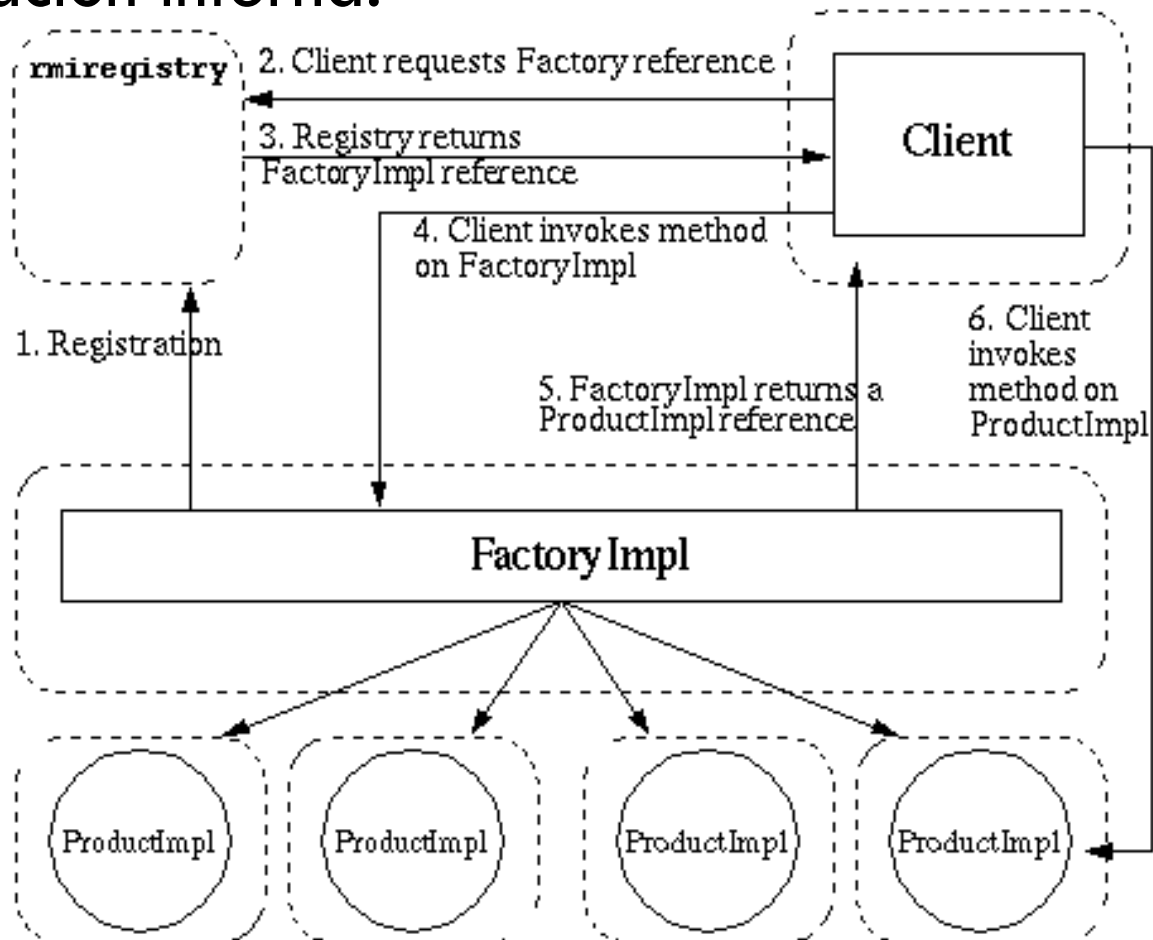 rmiregistry
2. Client requests Factory reference
3. Registry returns
FactoryImpl reference
Client
4. Client invokes method
on FactoryImpl
1. Registration
5. FactoryImpl returns a
ProductImpl reference
6. Client
invokes
method on
ProductImpl
FactoryImpl
ProductImpl
ProductImpl
ProductImpl
ProductImpl